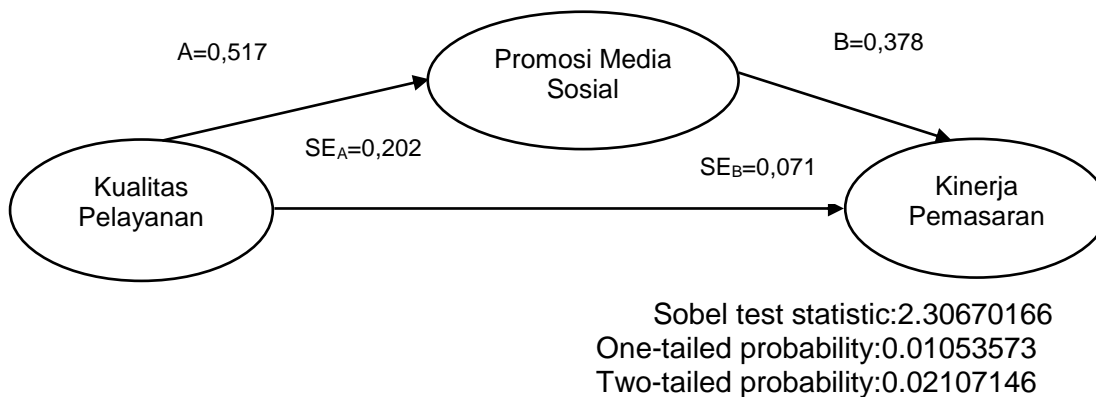 A=0,517
Promosi Media
Sosial
B=0,378
SEA=0,202
SEB=0,071
Kualitas
Pelayanan
Kinerja
Pemasaran
Sobel test statistic:2.30670166
One-tailed probability:0.01053573
Two-tailed probability:0.02107146